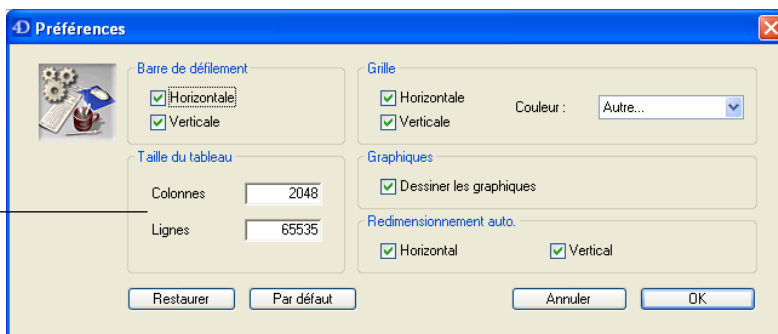 4D Préférences
Barre de défilement
Horizontale
Verticale
Grille
Horizontale
Verticale
Couleur :
Autre...
Taille du tableau
Colonnes 2048
Lignes 65535
Graphiques
Dessiner les graphiques
Redimensionnement auto.
Horizontal Vertical
Restaurer Par défaut Annuler OK